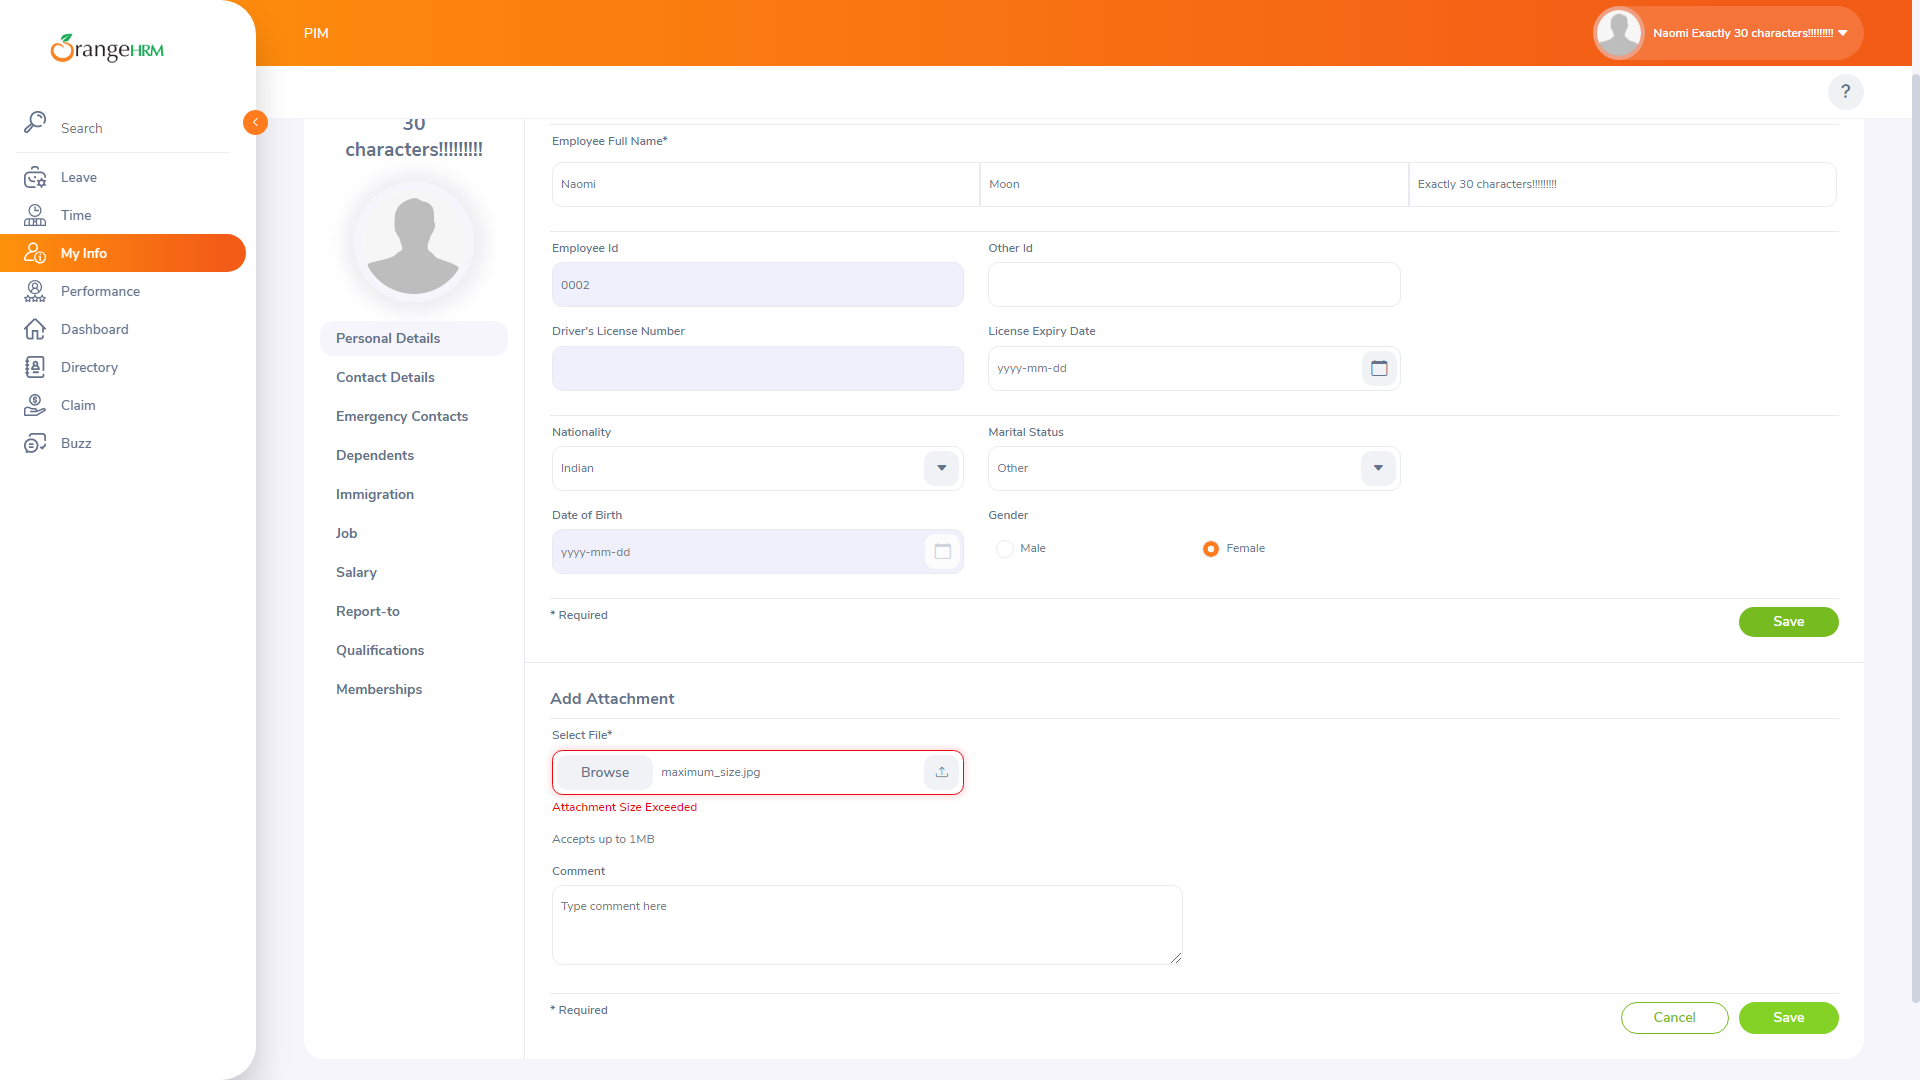 OrangeHRM
PIM
Naomi Exactly 30 characters!!!!!!!!!
?
Search
Leave
Time
My Info
Performance
Dashboard
Directory
Claim
Buzz
30
characters!!!!!!!!!
Personal Details
Contact Details
Emergency Contacts
Dependents
Immigration
Job
Salary
Report-to
Qualifications
Memberships
Employee Full Name*
Naomi
Moon
Exactly 30 characters!!!!!!!!!
Employee Id
Other Id
0002
Driver's License Number
License Expiry Date
yyyy-mm-dd
Nationality
Marital Status
Indian
Other
Date of Birth
Gender
yyyy-mm-dd
Male
Female
* Required
Save
Add Attachment
Select File*
Browse
maximum_size.jpg
Attachment Size Exceeded
Accepts up to 1MB
Comment
Type comment here
* Required
Cancel
Save